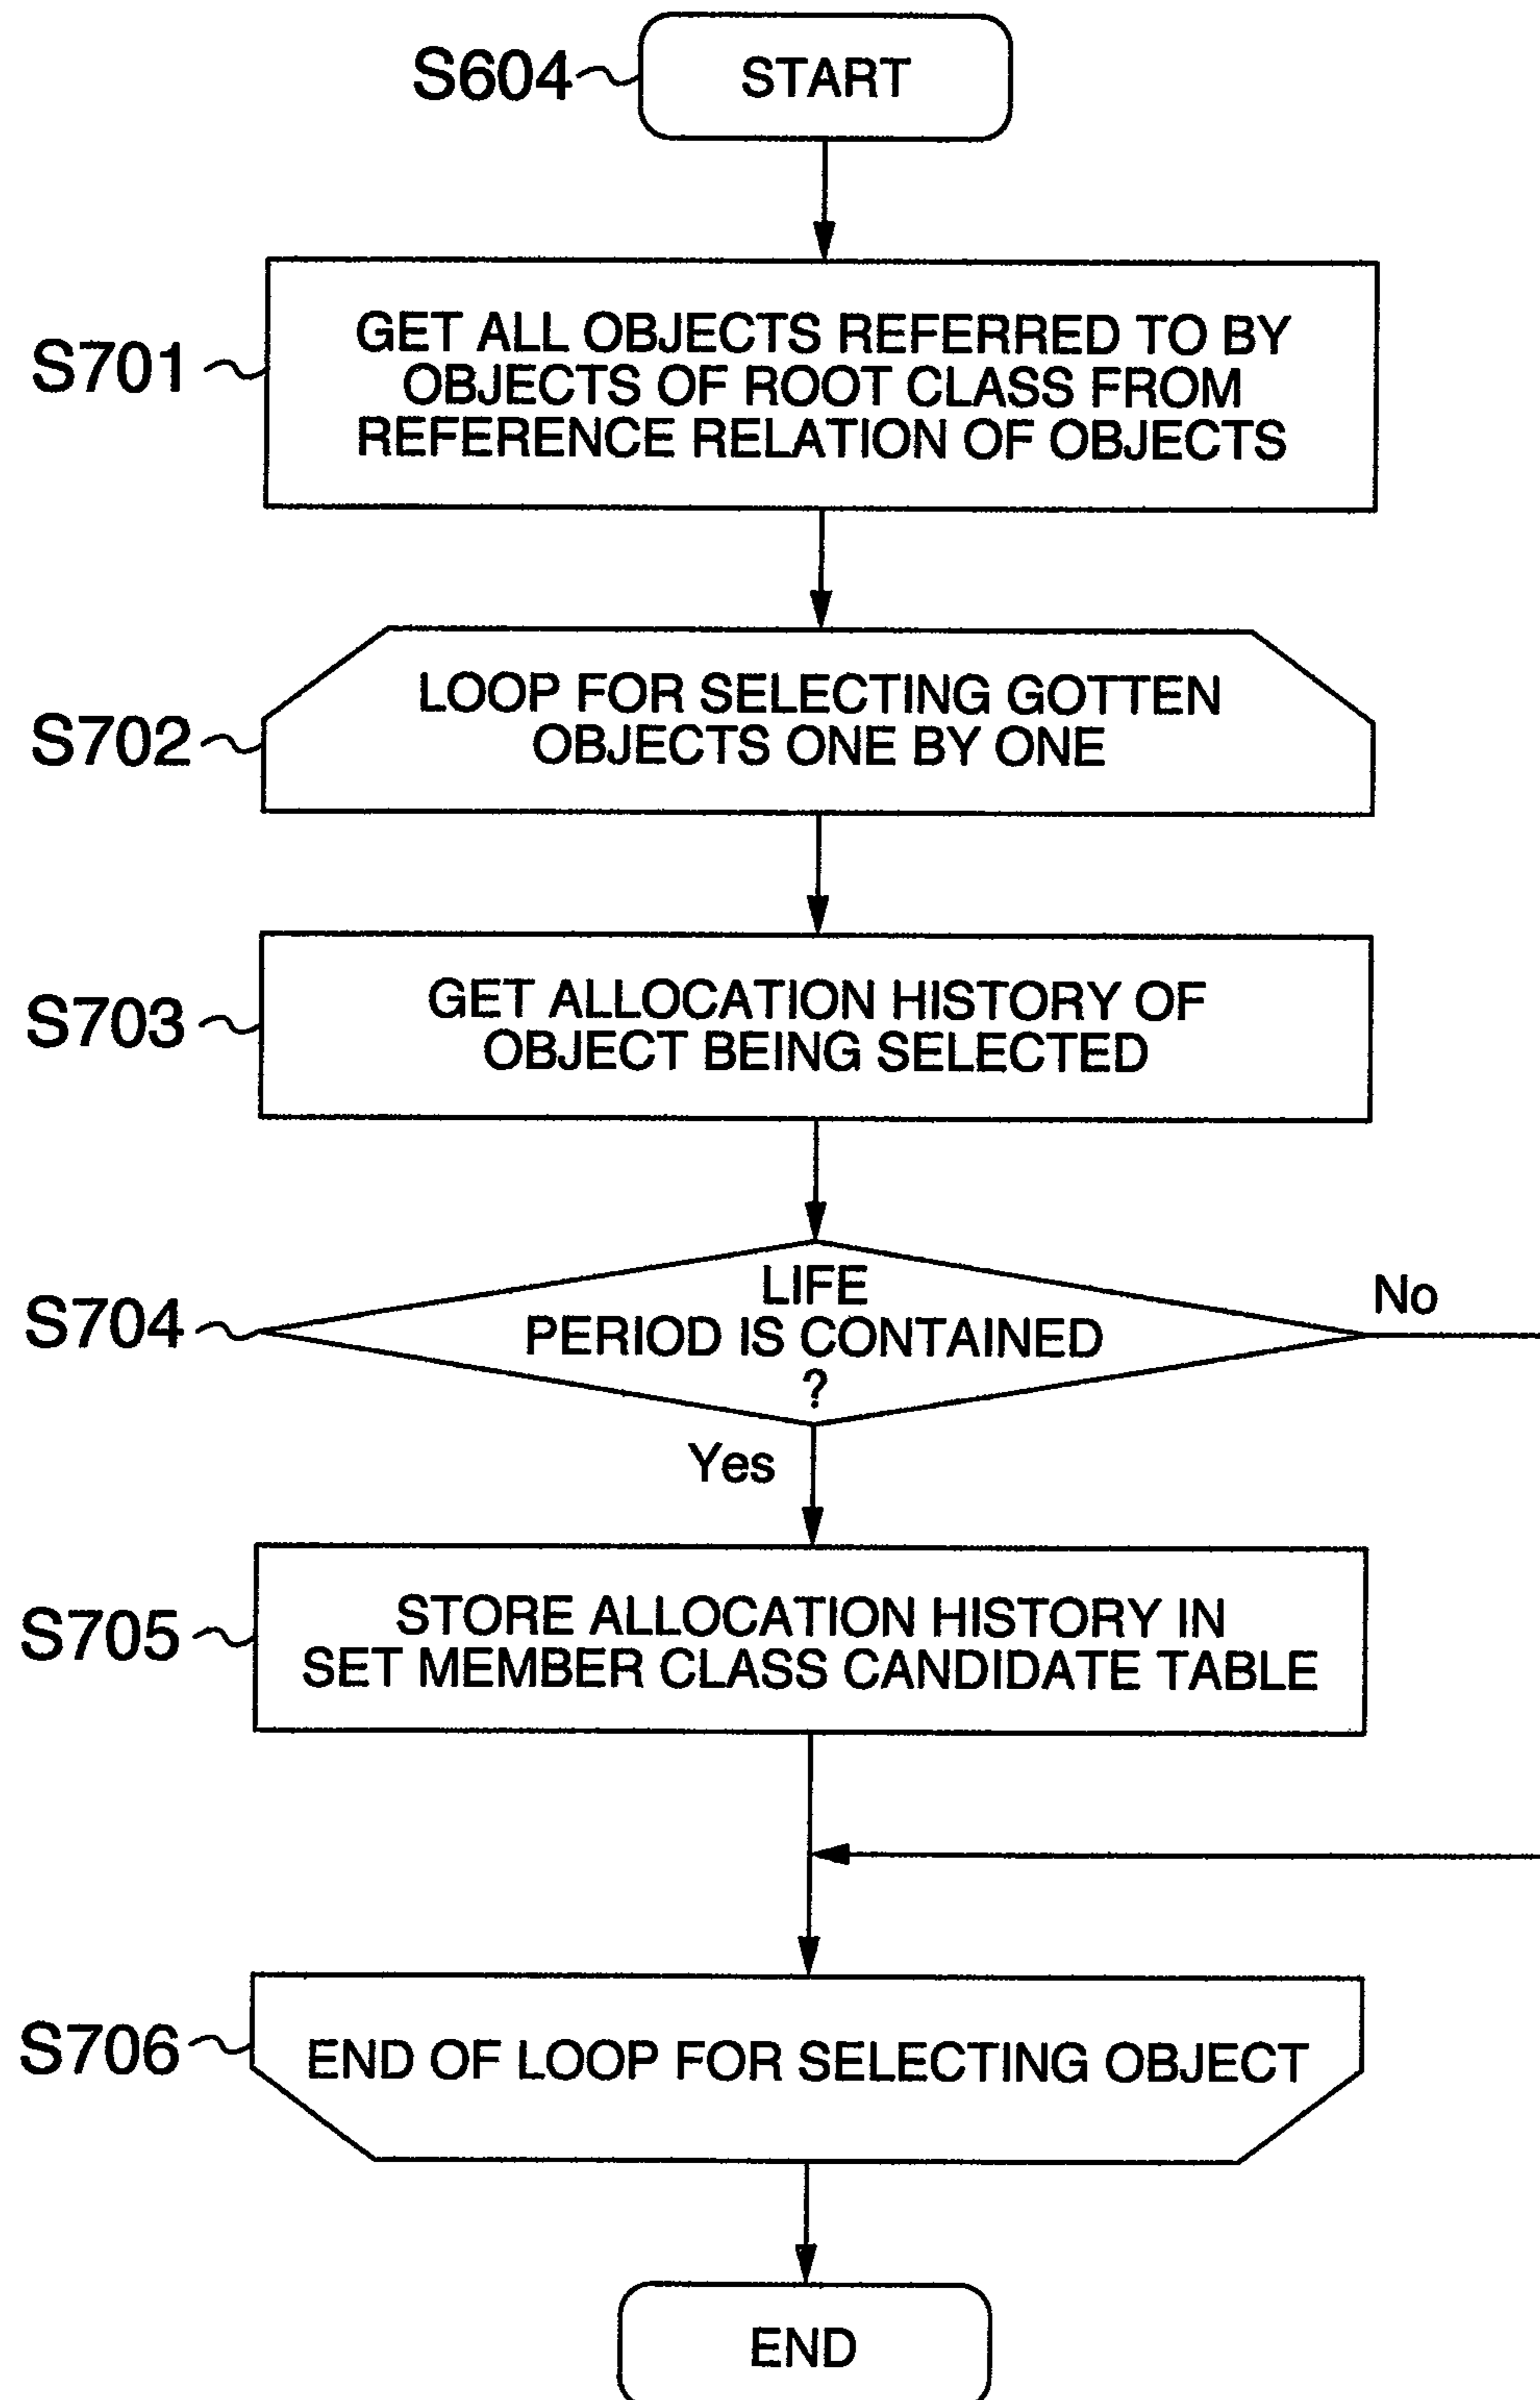 S604
START
S701
GET ALL OBJECTS REFERRED TO BY
OBJECTS OF ROOT CLASS FROM
REFERENCE RELATION OF OBJECTS
S702
LOOP FOR SELECTING GOTTEN
OBJECTS ONE BY ONE
S703
GET ALLOCATION HISTORY OF
OBJECT BEING SELECTED
S704
LIFE
PERIOD IS CONTAINED
?
No
Yes
S705
STORE ALLOCATION HISTORY IN
SET MEMBER CLASS CANDIDATE TABLE
S706
END OF LOOP FOR SELECTING OBJECT
END